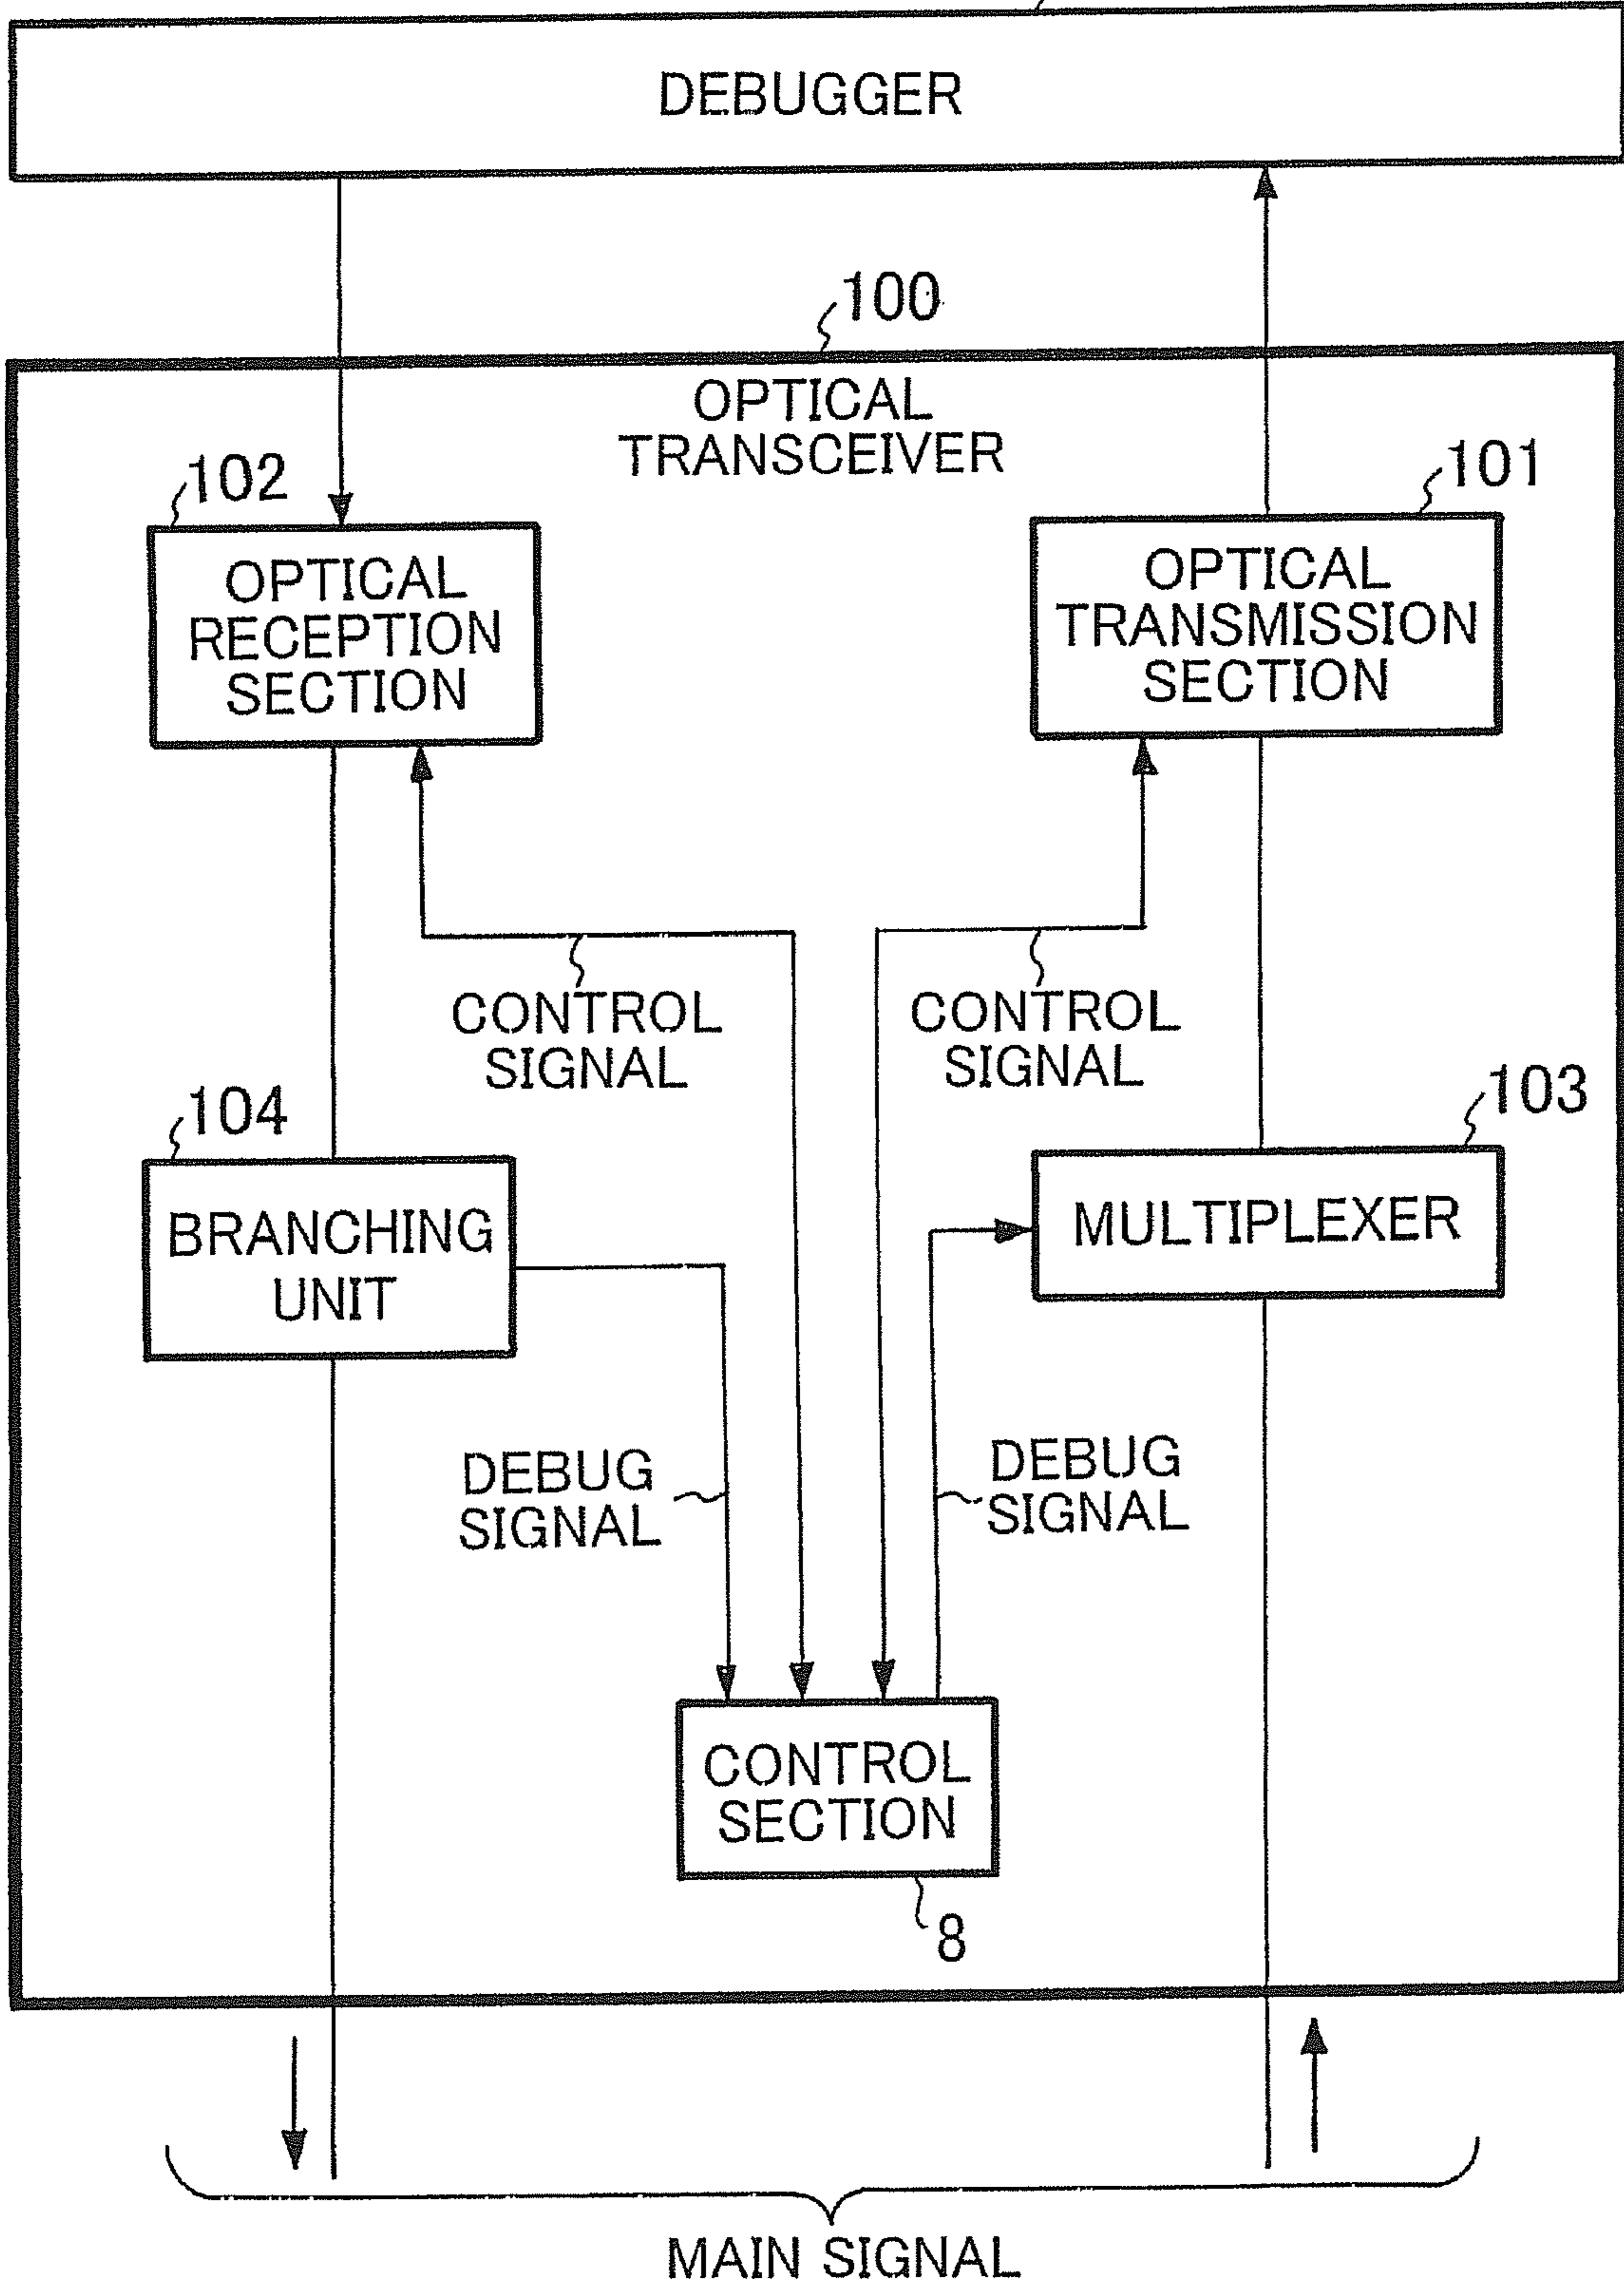 DEBUGGER
100
OPTICAL
TRANSCEIVER
102
101
OPTICAL
RECEPTION
SECTION
OPTICAL
TRANSMISSION
SECTION
CONTROL
SIGNAL
CONTROL
SIGNAL
104
103
BRANCHING
UNIT
MULTIPLEXER
DEBUG
SIGNAL
DEBUG
SIGNAL
CONTROL
SECTION
8
MAIN SIGNAL